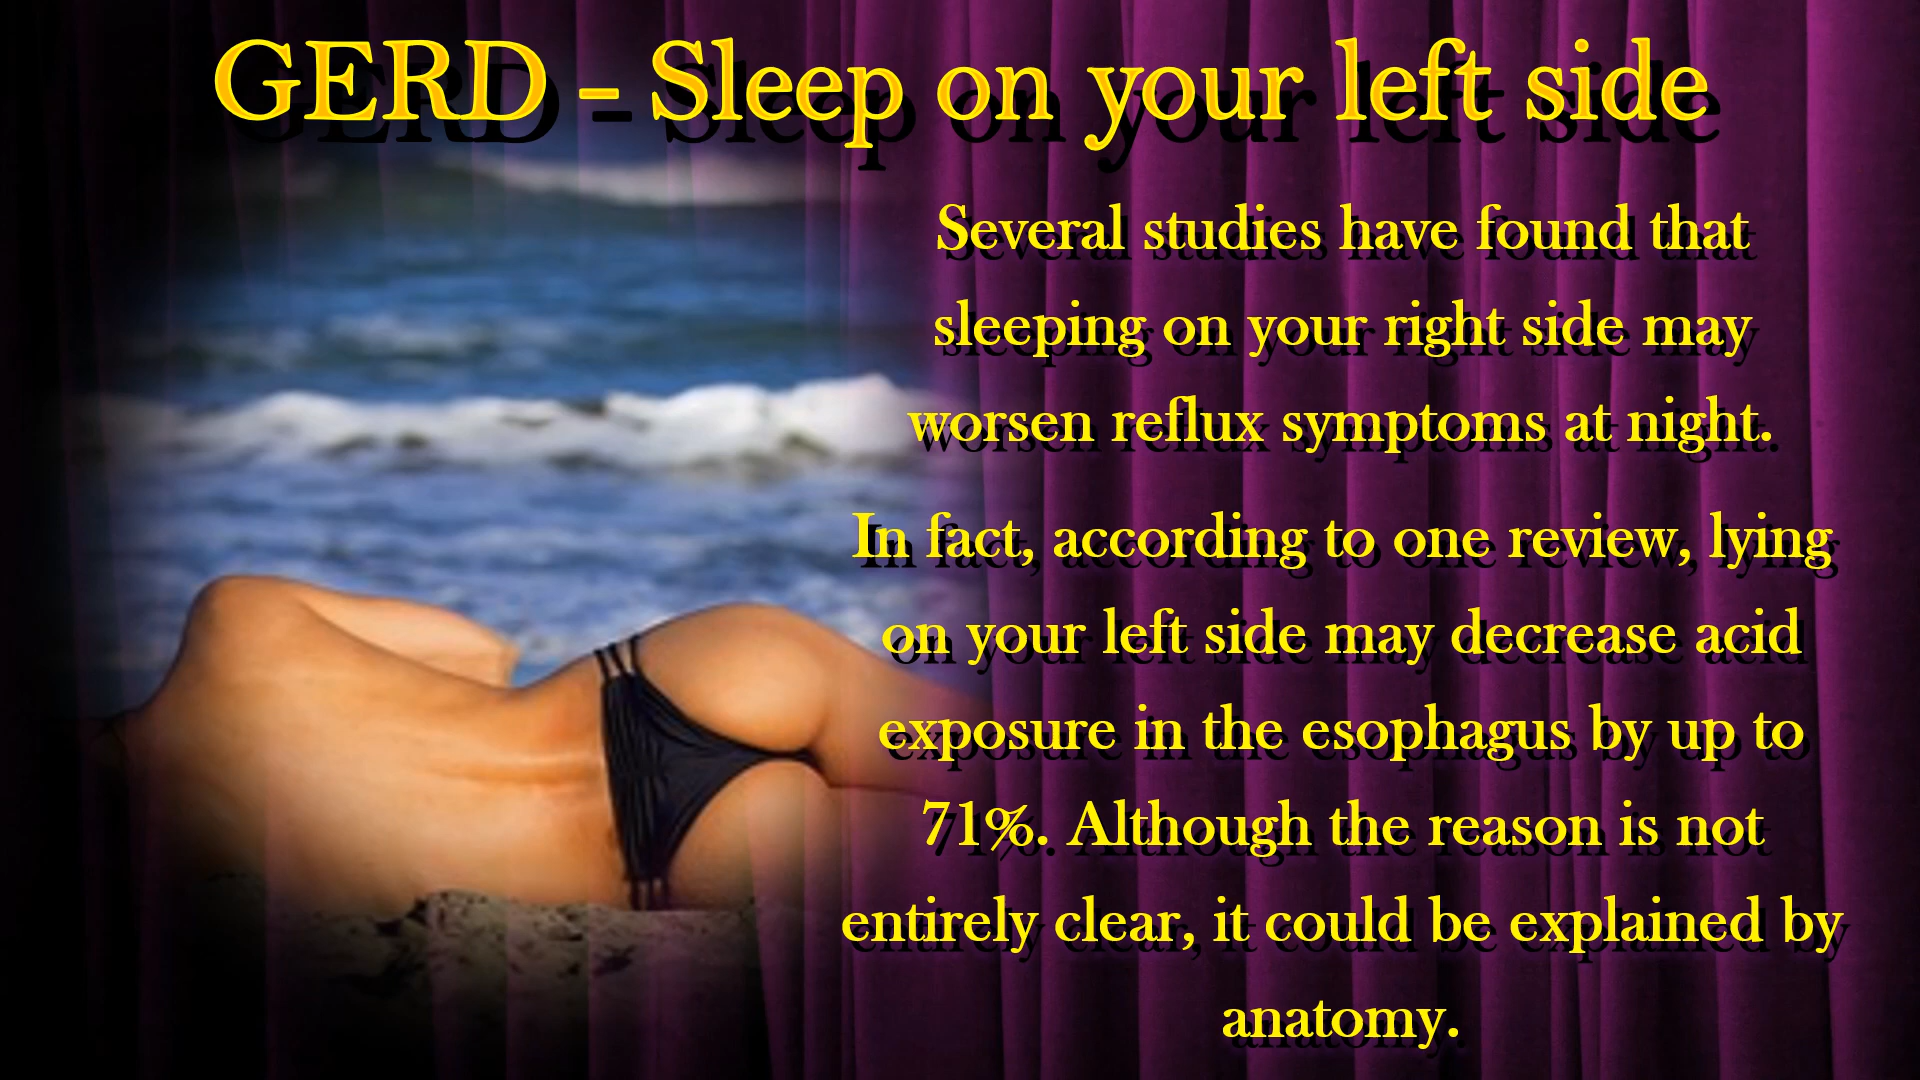 GERD - Sleep on your left side
Several studies have found that
sleeping on your right side may
worsen reflux symptoms at night.
In fact, according to one review, lying
on your left side may decrease acid
exposure in the esophagus by up to
71%. Although the reason is not
entirely clear, it could be explained by
anatomy.